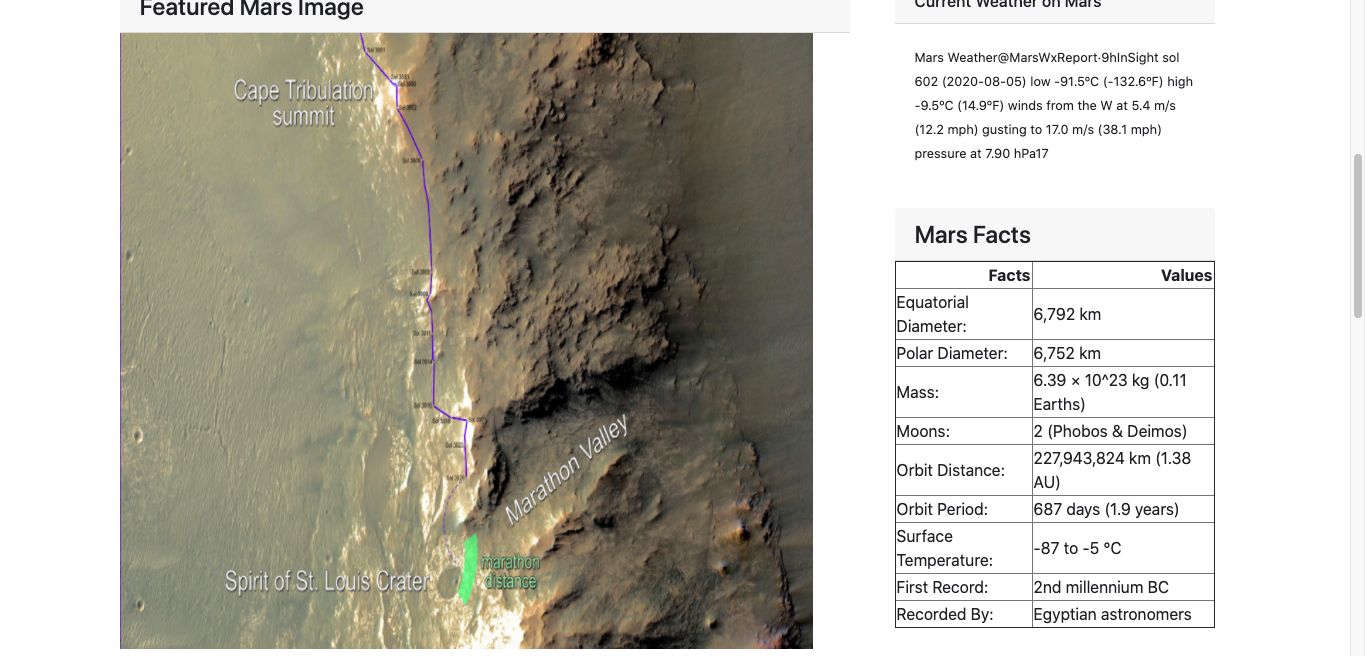 Featured Mars Image
Cape Tribulation
summit
Marathon Valley
Spirit of St. Louis Crater
marathon
distance
Current Weather on Mars
Mars Weather@MarsWxReport·9hInSight sol
602 (2020-08-05) low -91.5ºC (-132.6ºF) high
-9.5ºC (14.9ºF) winds from the W at 5.4 m/s
(12.2 mph) gusting to 17.0 m/s (38.1 mph)
pressure at 7.90 hPa17
Mars Facts
Facts Values
Equatorial
Diameter: 6,792 km
Polar Diameter: 6,752 km
Mass: 6.39 × 10^23 kg (0.11
Earths)
Moons: 2 (Phobos & Deimos)
Orbit Distance: 227,943,824 km (1.38
AU)
Orbit Period: 687 days (1.9 years)
Surface
Temperature: -87 to -5 °C
First Record: 2nd millennium BC
Recorded By: Egyptian astronomers